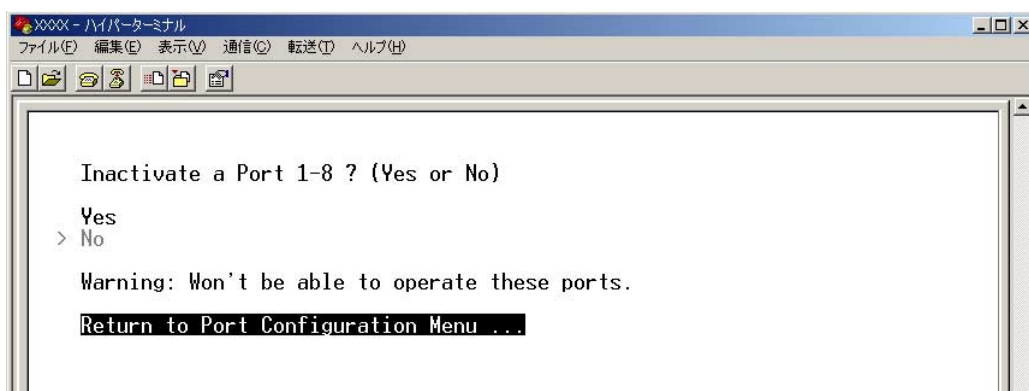 XXXX - ハイパーターミナル
ファイル(F) 編集(E) 表示(V) 通信(C) 転送(T) ヘルプ(H)
Inactivate a Port 1-8 ? (Yes or No)
Yes
> No
Warning: Won't be able to operate these ports.
Return to Port Configuration Menu ...